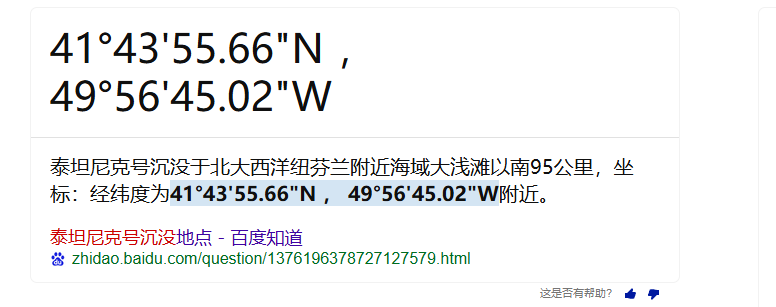 41°43'55.66"N，
49°56'45.02"W
泰坦尼克号沉没于北大西洋纽芬兰附近海域大浅滩以南95公里，坐
标：经纬度为41°43'55.66"N， 49°56'45.02"W附近。
泰坦尼克号沉没地点 - 百度知道
zhidao.baidu.com/question/1376196378727127579.html
这是否有帮助?